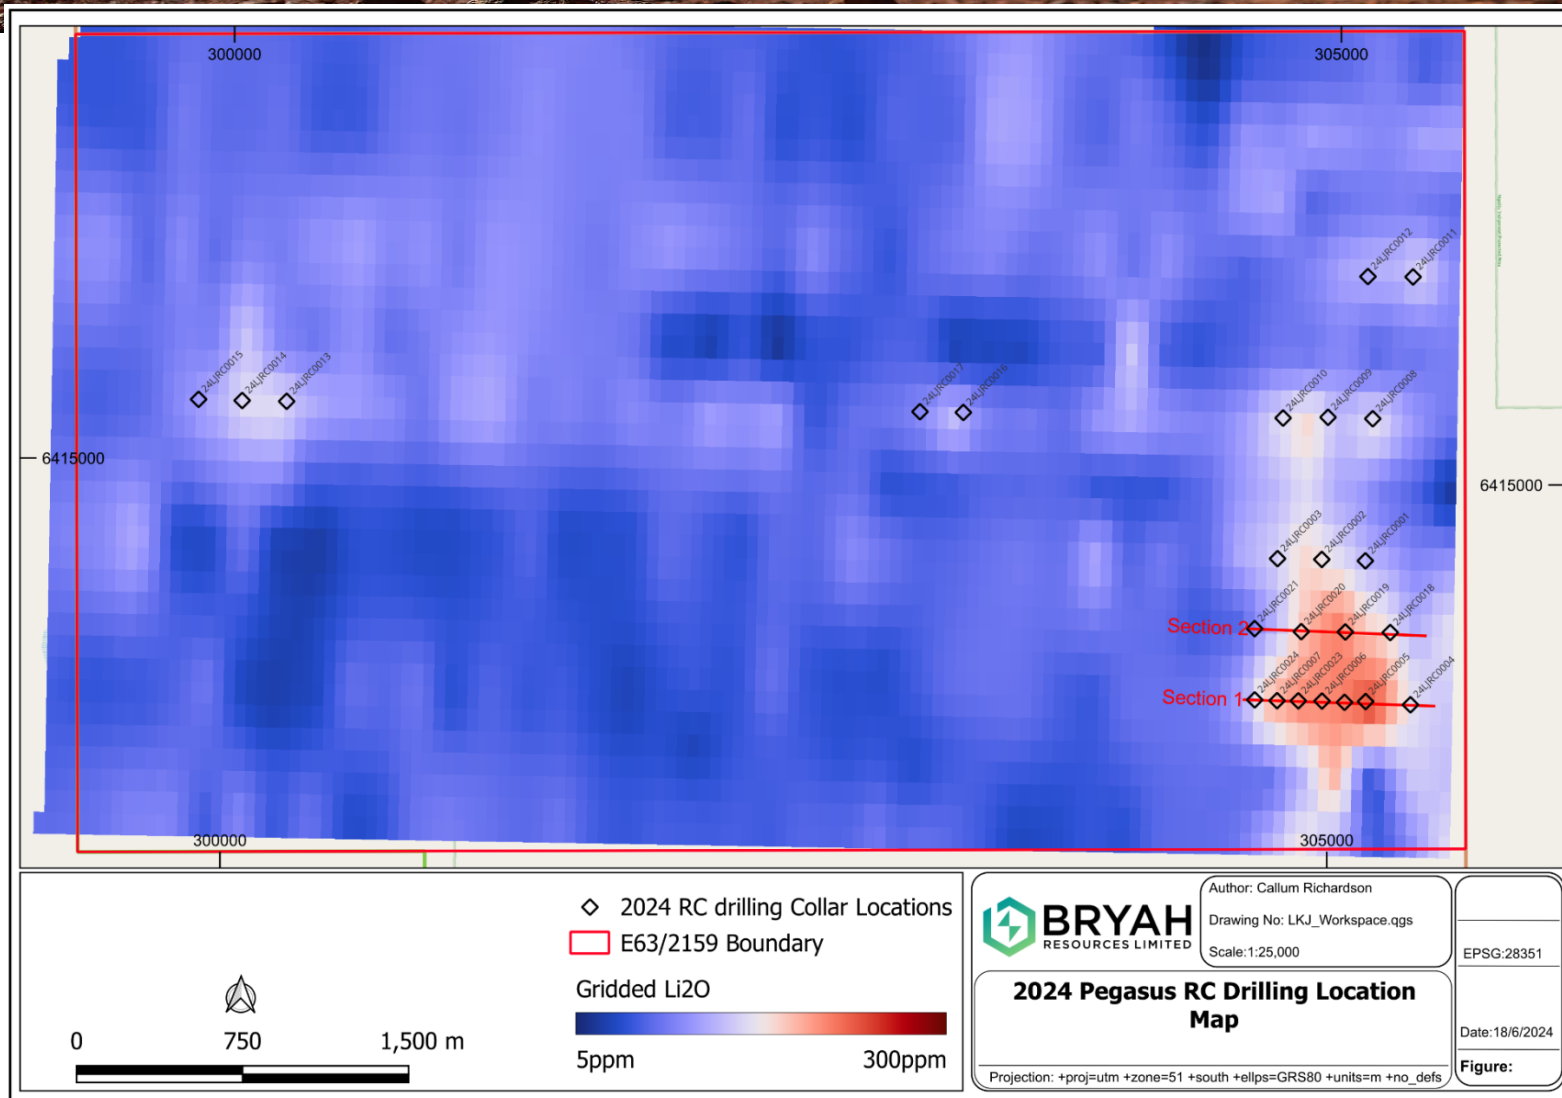 300000
305000
24LJRC0012
24LJRC0011
24LJRC0015
24LJRC0014
24LJRC0013
24LJRC0017
24LJRC0016
24LJRC0010
24LJRC0009
24LJRC0008
6415000
6415000
24LJRC0003
24LJRC0002
24LJRC0001
24LJRC0021
24LJRC0020
24LJRC0019
24LJRC0018
Section 2
24LJRC0024
24LJRC0007
24LJRC0023
24LJRC0006
24LJRC0005
24LJRC0004
Section 1
300000
305000
2024 RC drilling Collar Locations
E63/2159 Boundary
Gridded Li2O
5ppm
300ppm
0
750
1,500 m
BRYAH
RESOURCES LIMITED
Author: Callum Richardson
Drawing No: LKJ_Workspace.qgs
Scale:1:25,000
EPSG:28351
2024 Pegasus RC Drilling Location
Map
Date:18/6/2024
Figure:
Projection: +proj=utm +zone=51 +south +ellps=GRS80 +units=m +no_defs